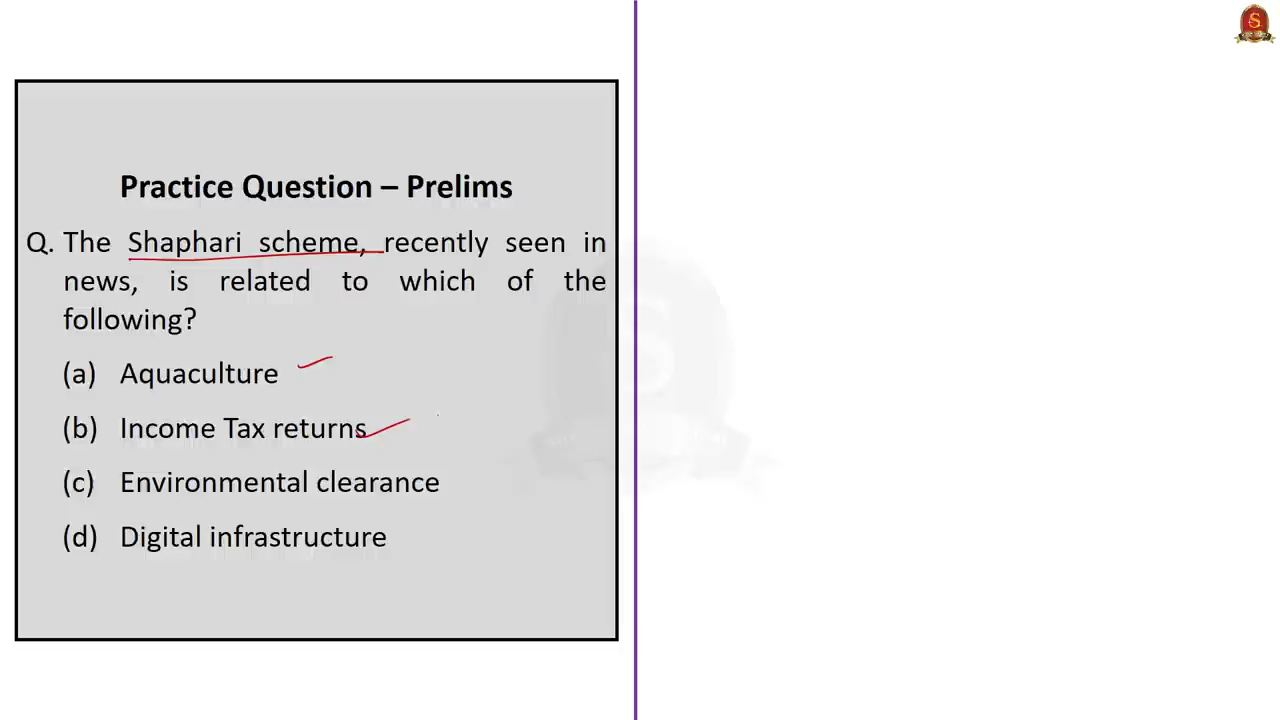 Practice Question – Prelims
Q. The Shaphari scheme, recently seen in
news, is related to which of the
following?
(a) Aquaculture
(b) Income Tax returns
(c) Environmental clearance
(d) Digital infrastructure